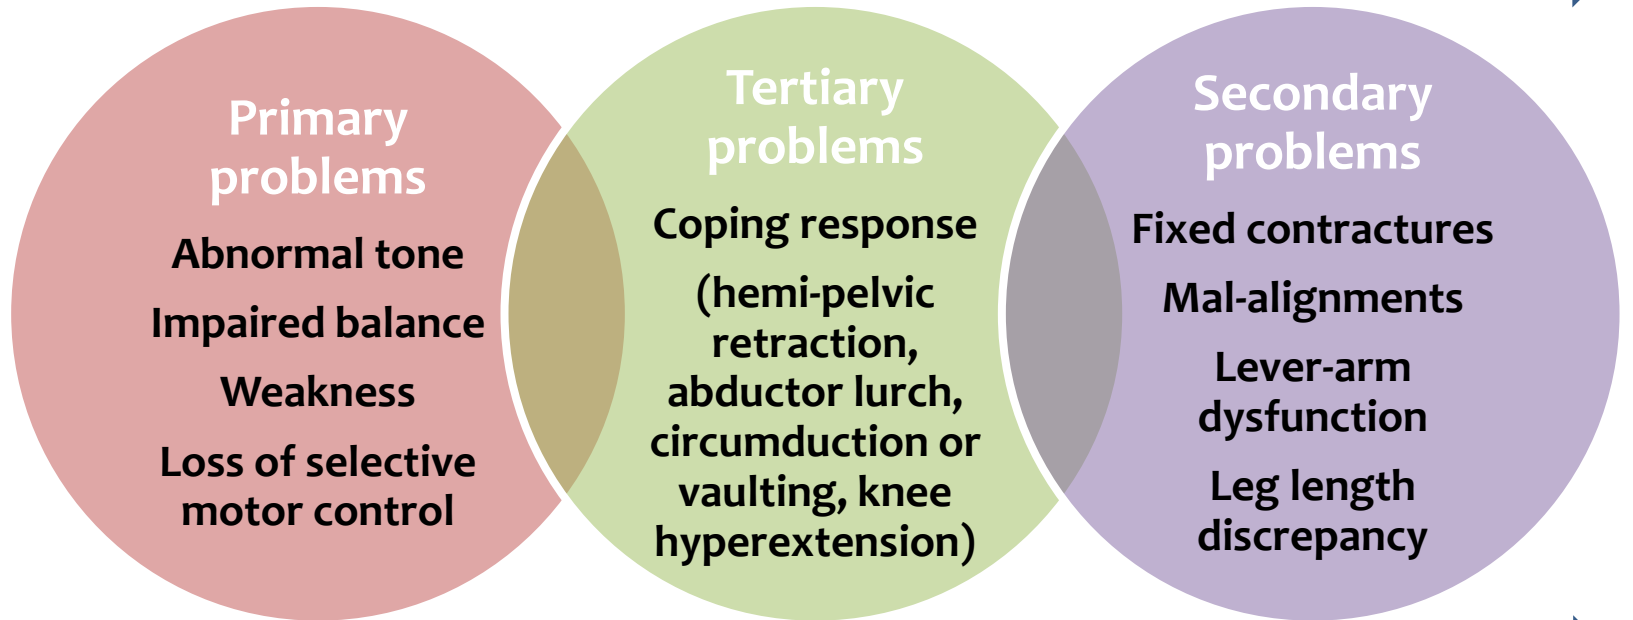 Primary
problems
Abnormal tone
Impaired balance
Weakness
Loss of selective
motor control
Tertiary
problems
Coping response
(hemi-pelvic
retraction,
abductor lurch,
circumduction or
vaulting, knee
hyperextension)
Secondary
problems
Fixed contractures
Mal-alignments
Lever-arm
dysfunction
Leg length
discrepancy